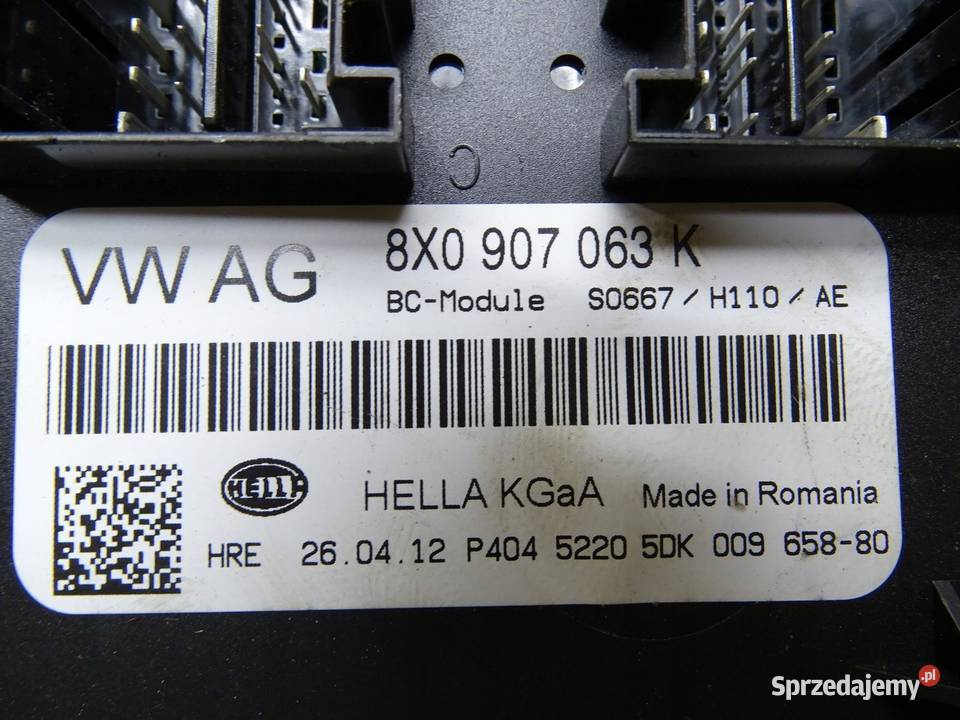 C
VW AG 8X0 907 063 K
BC-Module S0667 / H110 / AE
HELLA HELLA KGaA Made in Romania
HRE 26.04.12 P404 5220 5DK 009 658-80
Sprzedajemy.pl